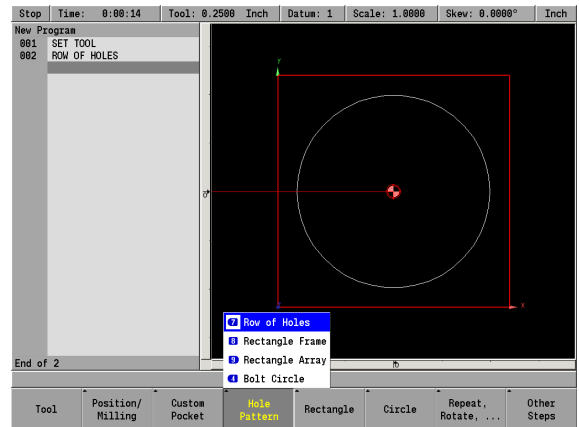 Stop Time: 0:00:14 Tool: 0.2500 Inch Datum: 1 Scale: 1.0000 Skew: 0.0000° Inch
New Program
001 SET TOOL
002 ROW OF HOLES
y
0
x
7 Row of Holes
8 Rectangle Frame
9 Rectangle Array
4 Bolt Circle
End of 2
0
Tool
Position/
Milling
Custom
Pocket
Hole
Pattern
Rectangle
Circle
Repeat,
Rotate, ...
Other
Steps